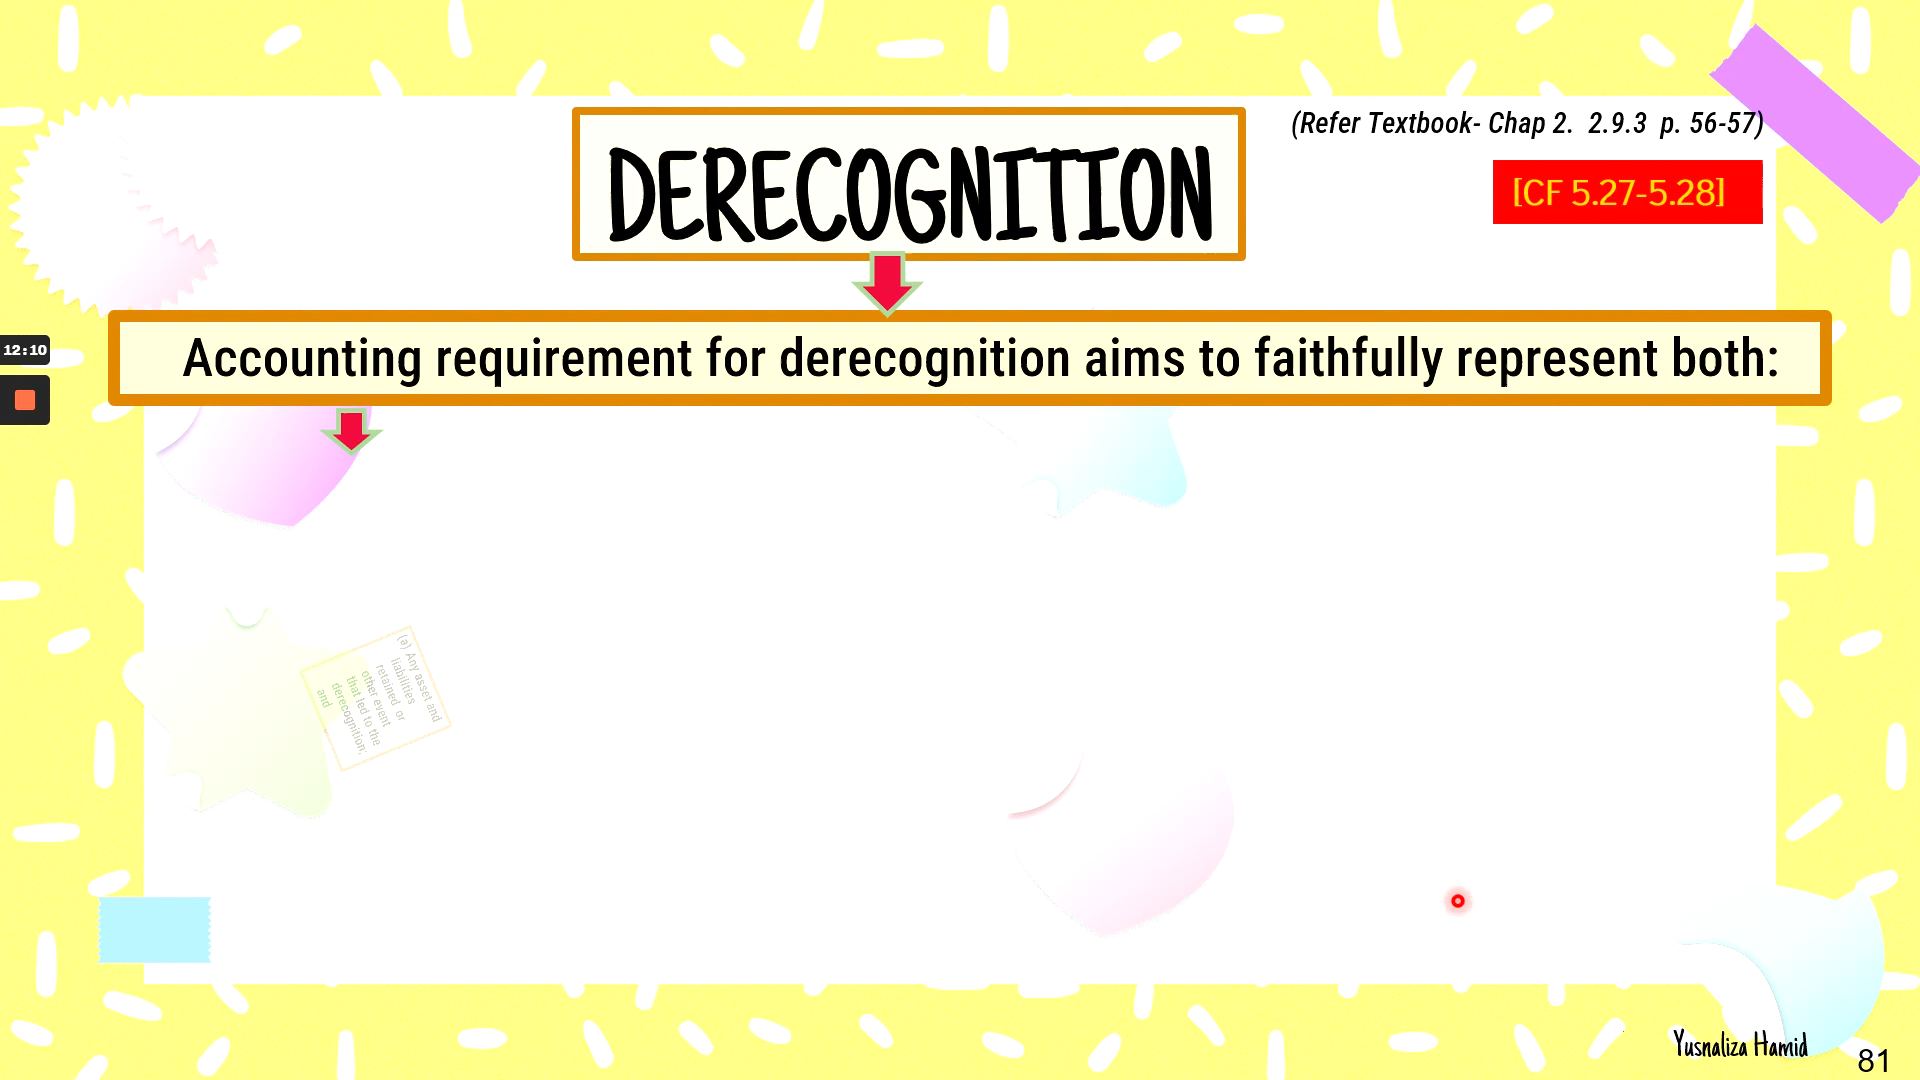 (Refer Textbook- Chap 2.  2.9.3  p. 56-57)
DERECOGNITION
[CF 5.27-5.28]
12:10
Accounting requirement for derecognition aims to faithfully represent both:
(a) Any asset and
liabilities
retained or
other event
that led to the
derecognition;
and
Yusnaliza Hamid
81